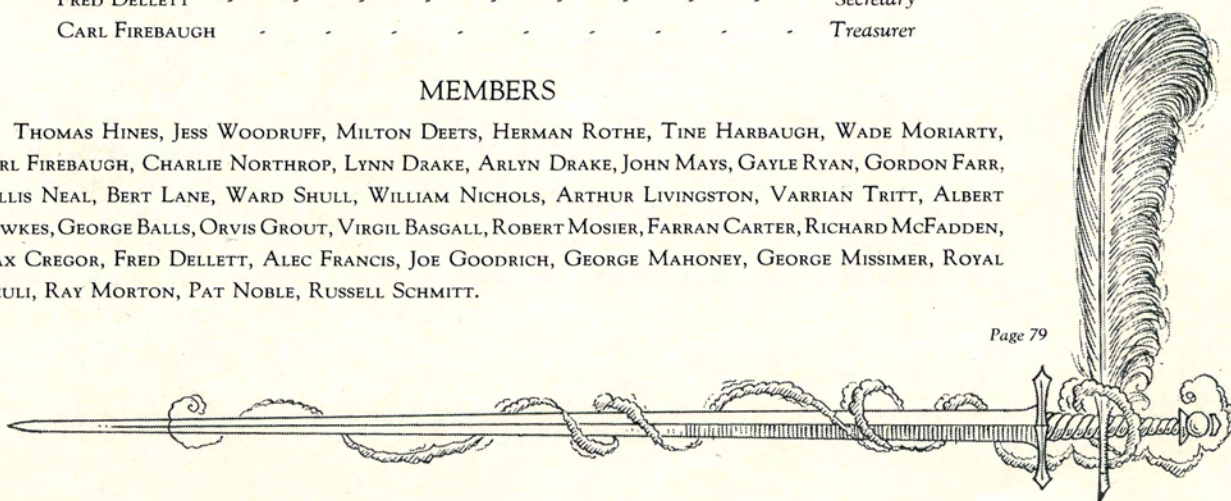 FRED DELLETT - - - - - - - - - Secretary
CARL FIREBAUGH - - - - - - - - - Treasurer
MEMBERS
THOMAS HINES, JESS WOODRUFF, MILTON DEETS, HERMAN ROTHE, TINE HARBAUGH, WADE MORIARTY,
RL FIREBAUGH, CHARLIE NORTHROP, LYNN DRAKE, ARLYN DRAKE, JOHN MAYS, GAYLE RYAN, GORDON FARR,
LLIS NEAL, BERT LANE, WARD SHULL, WILLIAM NICHOLS, ARTHUR LIVINGSTON, VARRIAN TRITT, ALBERT
WKES, GEORGE BALLS, ORVIS GROUT, VIRGIL BASGALL, ROBERT MOSIER, FARRAN CARTER, RICHARD MCFADDEN,
AX CREGOR, FRED DELLETT, ALEC FRANCIS, JOE GOODRICH, GEORGE MAHONEY, GEORGE MISSIMER, ROYAL
ULI, RAY MORTON, PAT NOBLE, RUSSELL SCHMITT.
Page 79